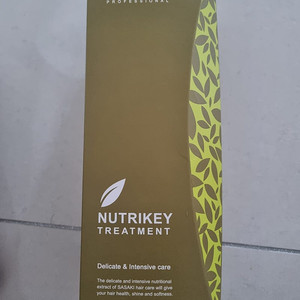 PROFESSIONAL
NUTRIKEY
TREATMENT
Delicate & Intensive care
The delicate and intensive nutritional
extract of SASAKI hair care will give
your hair health, shine and softness.